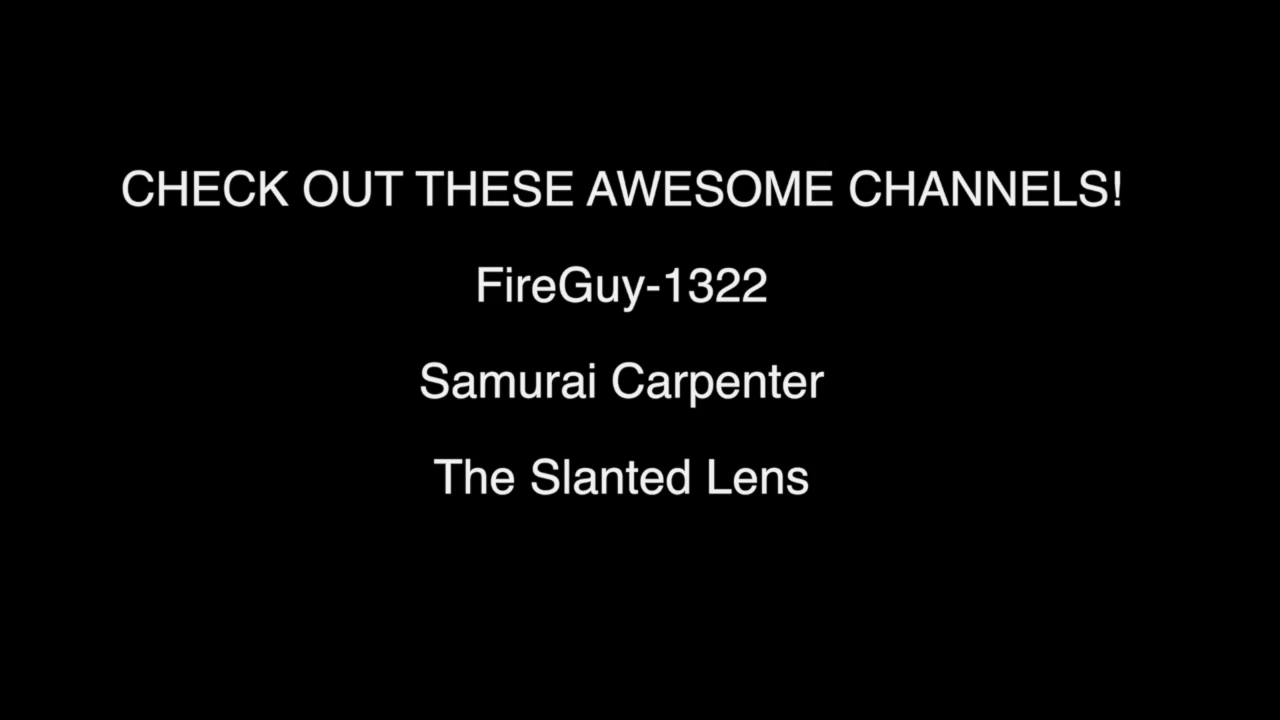 CHECK OUT THESE AWESOME CHANNELS!
FireGuy-1322
Samurai Carpenter
The Slanted Lens